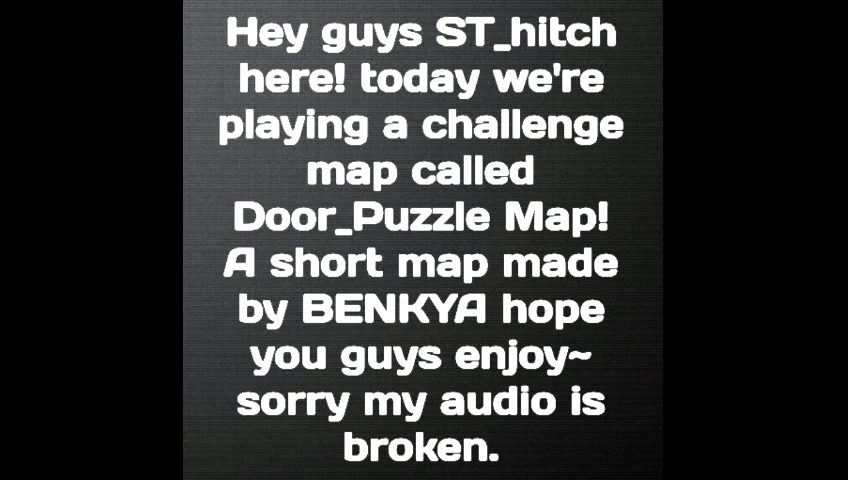 Hey guys ST_hitch
here! today we're
playing a challenge
map called
Door_Puzzle Map!
A short map made
by BENKYA hope
you guys enjoy~
sorry my audio is
broken.